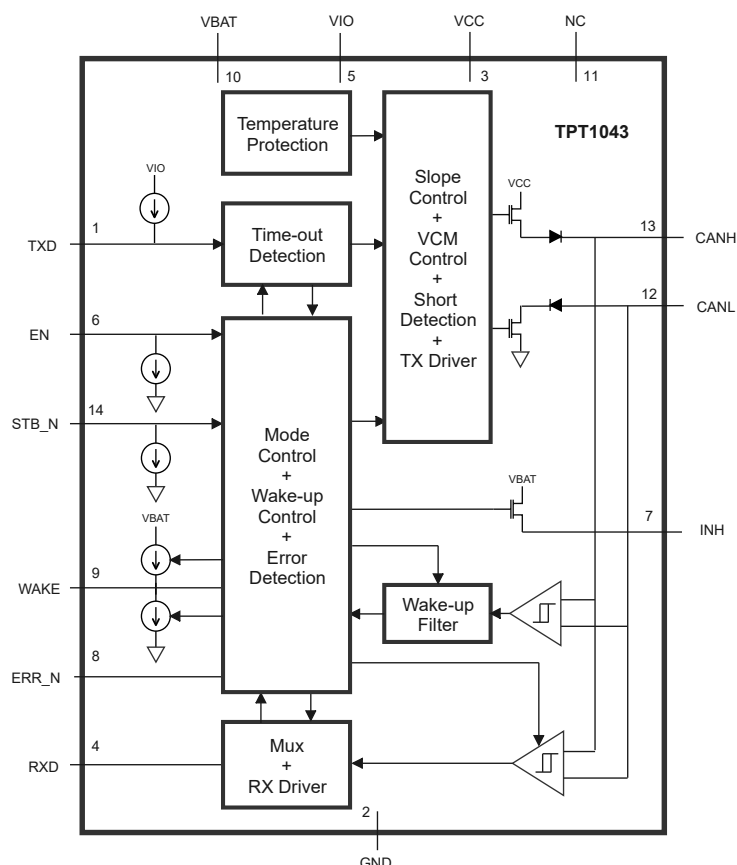 VBAT
VIO
VCC
NC
10
5
3
11
TPT1043
Temperature
Protection
Slope
Control
+
VCM
Control
+
Short
Detection
+
TX Driver
VIO
VCC
1
TXD
Time-out
Detection
13
CANH
12
CANL
6
EN
14
STB_N
Mode
Control
+
Wake-up
Control
+
Error
Detection
VBAT
7
INH
VBAT
9
WAKE
Wake-up
Filter
8
ERR_N
4
RXD
Mux
+
RX Driver
2
GND